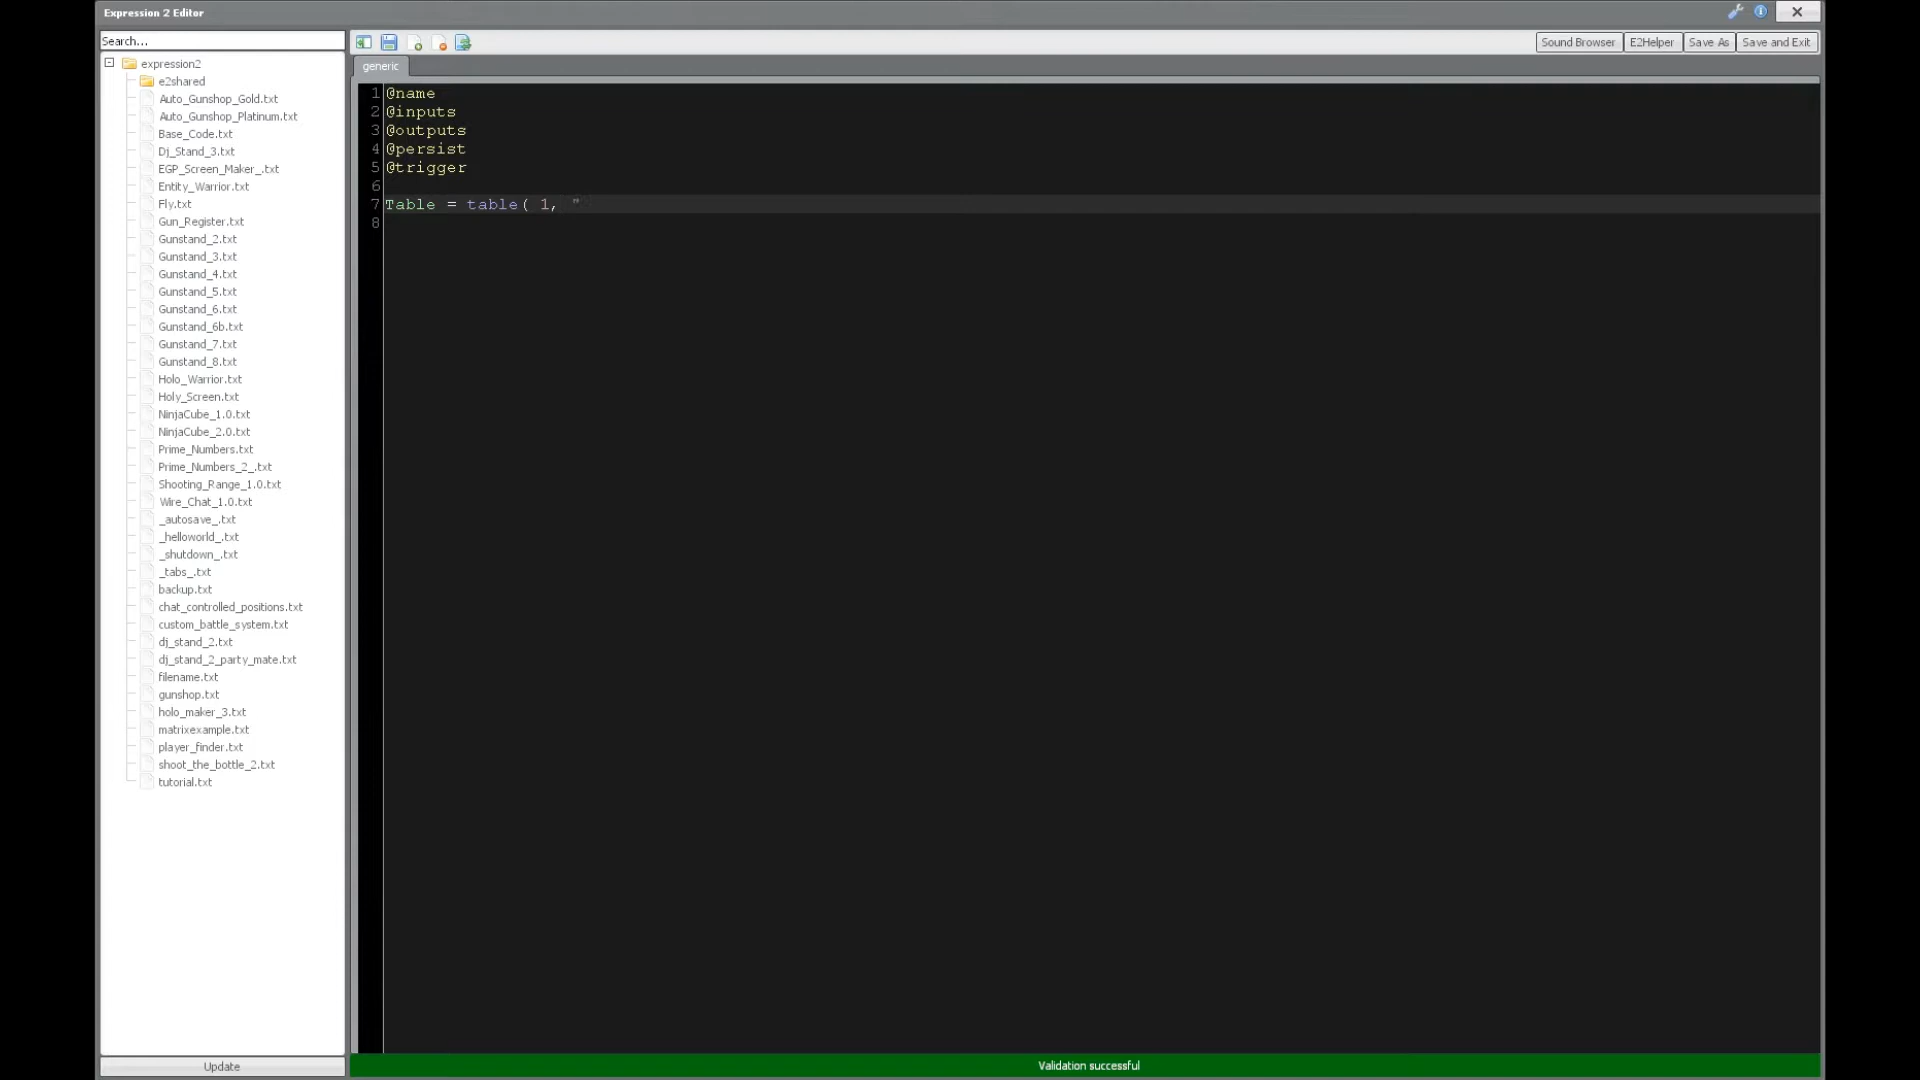 Expression 2 Editor
Search...
Sound Browser
E2Helper
Save As
Save and Exit
expression2
e2shared
Auto_Gunshop_Gold.txt
Auto_Gunshop_Platinum.txt
Base_Code.txt
Dj_Stand_3.txt
EGP_Screen_Maker_.txt
Entity_Warrior.txt
Fly.txt
Gun_Register.txt
Gunstand_2.txt
Gunstand_3.txt
Gunstand_4.txt
Gunstand_5.txt
Gunstand_6.txt
Gunstand_6b.txt
Gunstand_7.txt
Gunstand_8.txt
Holo_Warrior.txt
Holy_Screen.txt
NinjaCube_1.0.txt
NinjaCube_2.0.txt
Prime_Numbers.txt
Prime_Numbers_2_.txt
Shooting_Range_1.0.txt
Wire_Chat_1.0.txt
_autosave_.txt
_helloworld_.txt
_shutdown_.txt
_tabs_.txt
backup.txt
chat_controlled_positions.txt
custom_battle_system.txt
dj_stand_2.txt
dj_stand_2_party_mate.txt
filename.txt
gunshop.txt
holo_maker_3.txt
matrixexample.txt
player_finder.txt
shoot_the_bottle_2.txt
tutorial.txt
Update
generic
1 @name
2 @inputs
3 @outputs
4 @persist
5 @trigger
6
7 Table = table( 1, "
8
Validation successful